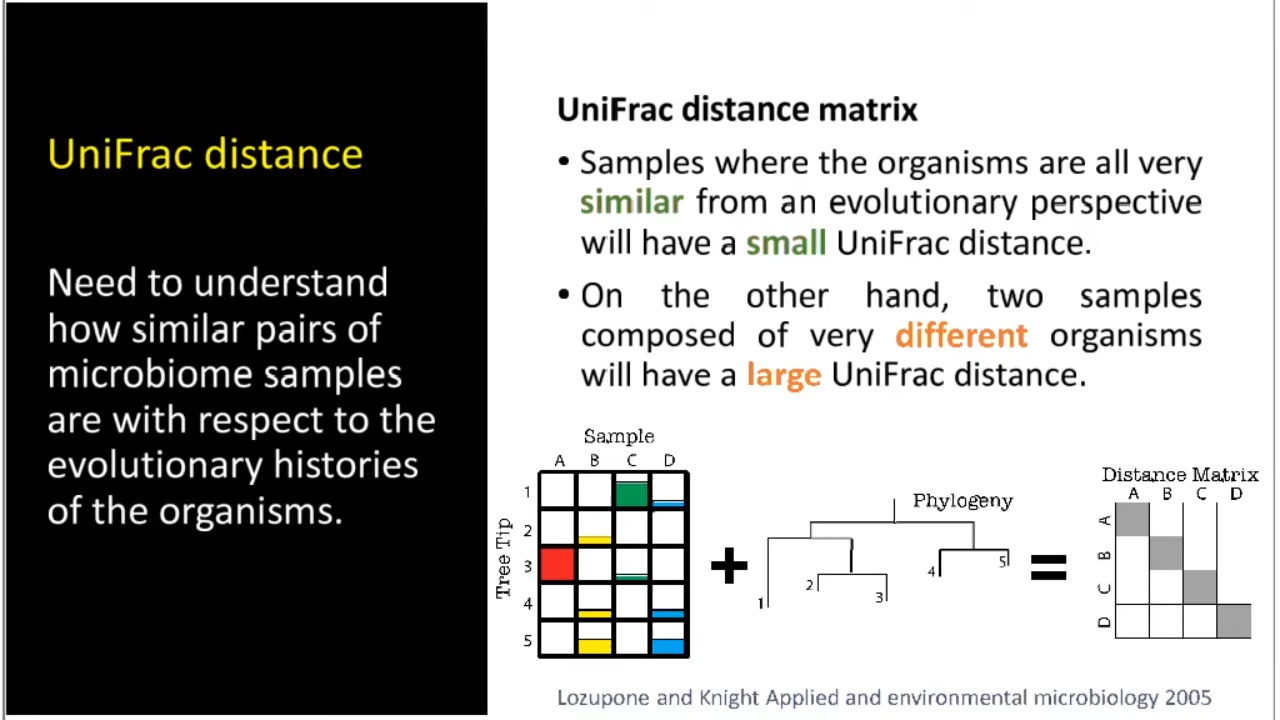 UniFrac distance
Need to understand
how similar pairs of
microbiome samples
are with respect to the
evolutionary histories
of the organisms.
UniFrac distance matrix
• Samples where the organisms are all very
similar from an evolutionary perspective
will have a small UniFrac distance.
• On the other hand, two samples
composed of very different organisms
will have a large UniFrac distance.
Sample
A B C D
Tree Tip
1
2
3
4
5
Phylogeny
1
2
3
4
5
Distance Matrix
A B C D
A
B
C
D
Lozupone and Knight Applied and environmental microbiology 2005